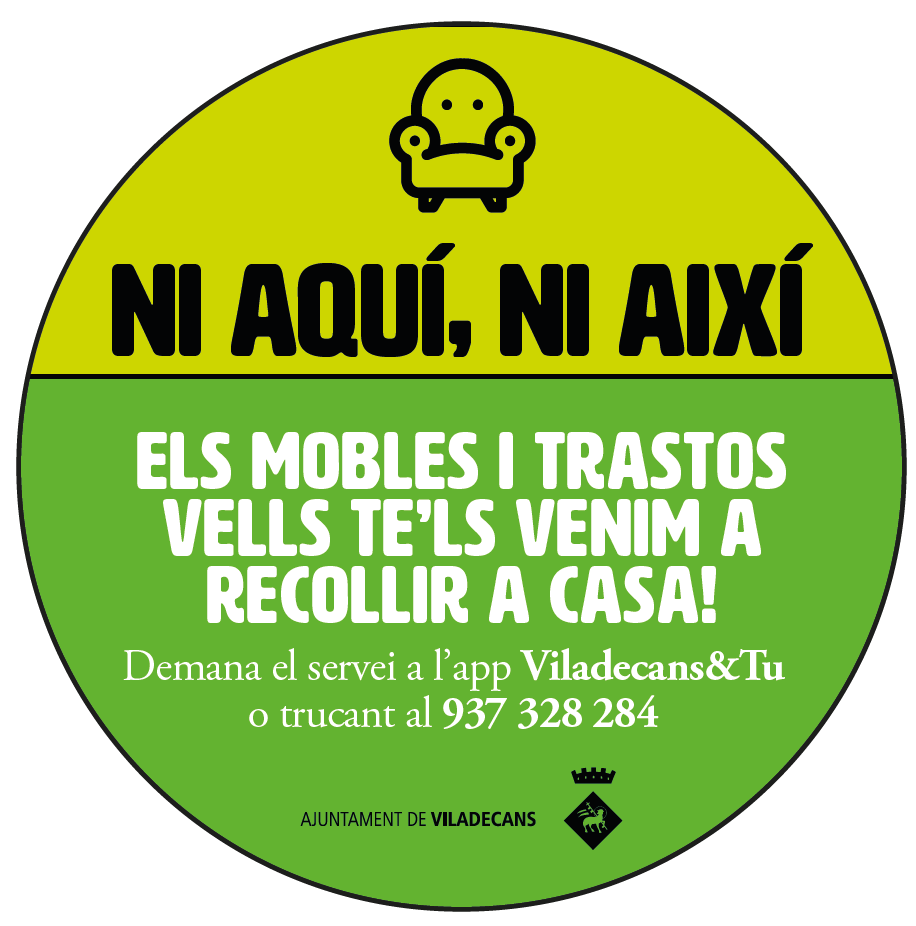 NI AQUÍ, NI AIXÍ
ELS MOBLES I TRASTOS
VELLS TE'LS VENIM A
RECOLLIR A CASA!
Demana el servei a l'app Viladecans&Tu
o trucant al 937 328 284
AJUNTAMENT DE VILADECANS